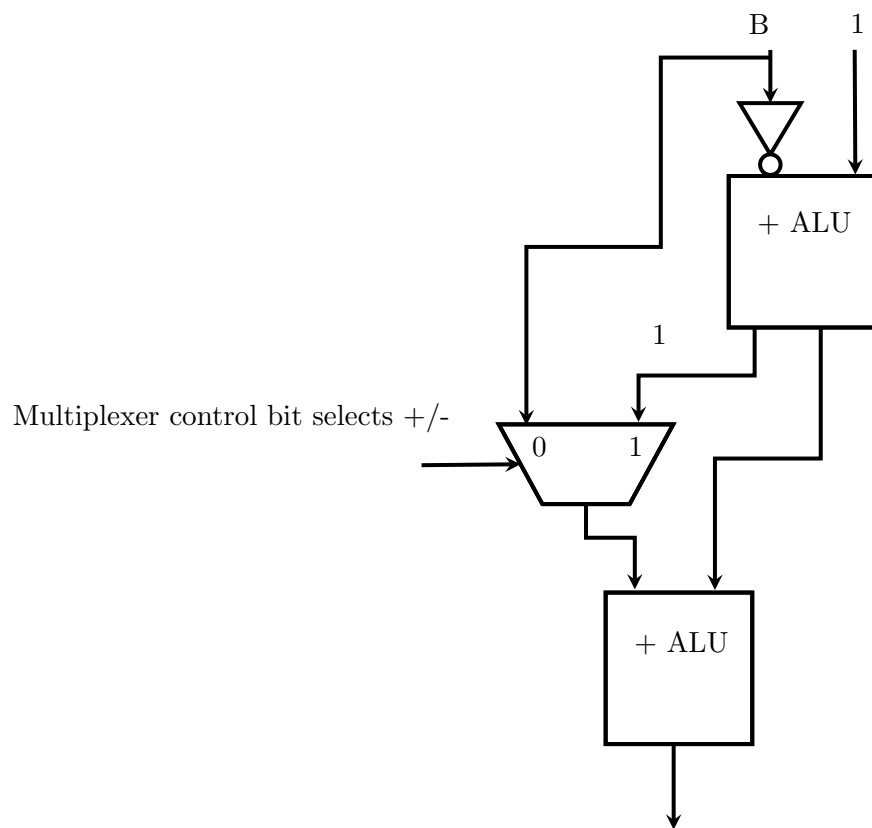 B 1
+ ALU
1
Multiplexer control bit selects +/-
0 1
+ ALU